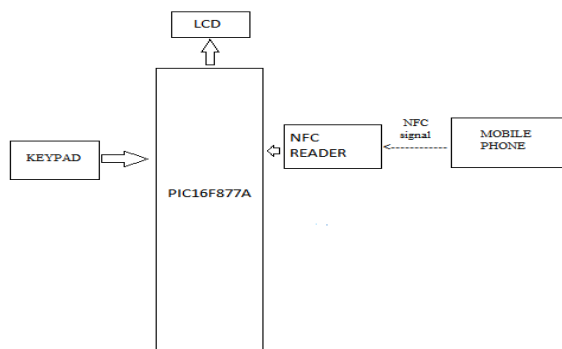 LCD
NFC
signal
NFC
READER
MOBILE
PHONE
KEYPAD
PIC16F877A